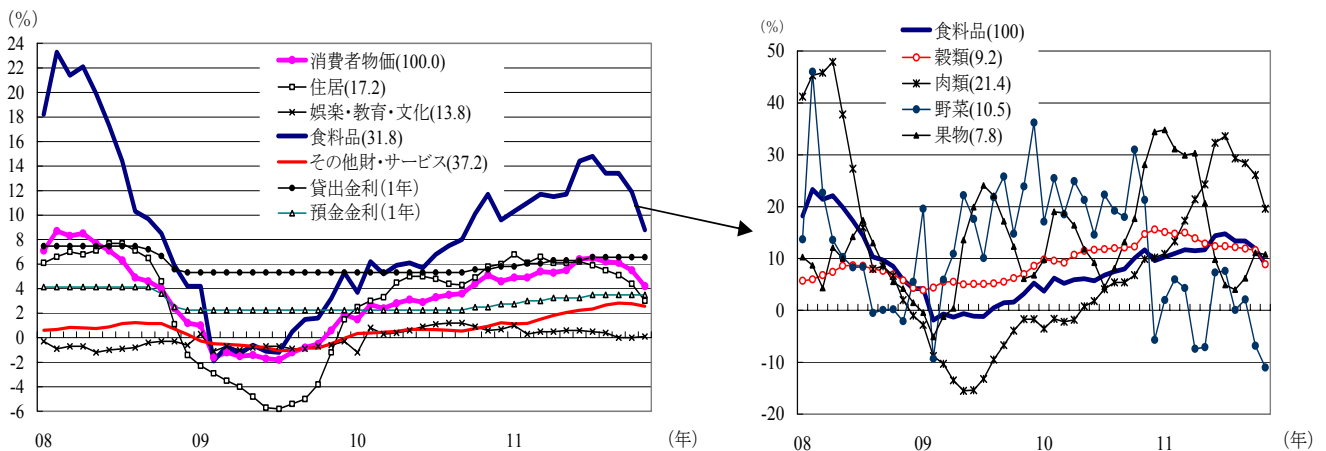 (%)
24
22
20
18
16
14
12
10
8
6
4
2
0
-2
-4
-6
消費者物価(100.0)
住居(17.2)
娯楽・教育・文化(13.8)
食料品(31.8)
その他財・サービス(37.2)
貸出金利(1年)
預金金利(1年)
08 09 10 11 (年)
(%)
50
40
30
20
10
0
-10
-20
食料品(100)
穀類(9.2)
肉類(21.4)
野菜(10.5)
果物(7.8)
08 09 10 11 (年)